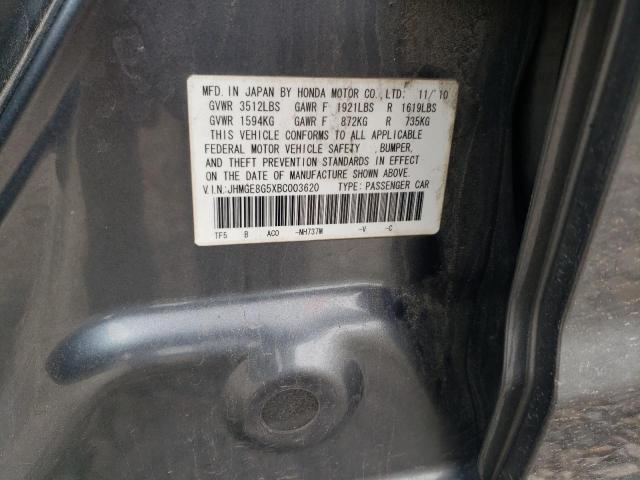 MFD. IN JAPAN BY HONDA MOTOR CO.,LTD. 11/10
GVWR 3512LBS GAWR F 1921LBS R 1619LBS
GVWR 1594KG GAWR F 872KG R 735KG
THIS VEHICLE CONFORMS TO ALL APPLICABLE
FEDERAL MOTOR VEHICLE SAFETY ,BUMPER,
AND THEFT PREVENTION STANDARDS IN EFFECT
ON THE DATE OF MANUFACTURE SHOWN ABOVE.
V.I.N:JHMGE8G5XBC003620 TYPE: PASSENGER CAR
TF5 B ACO -NH737M -V -C